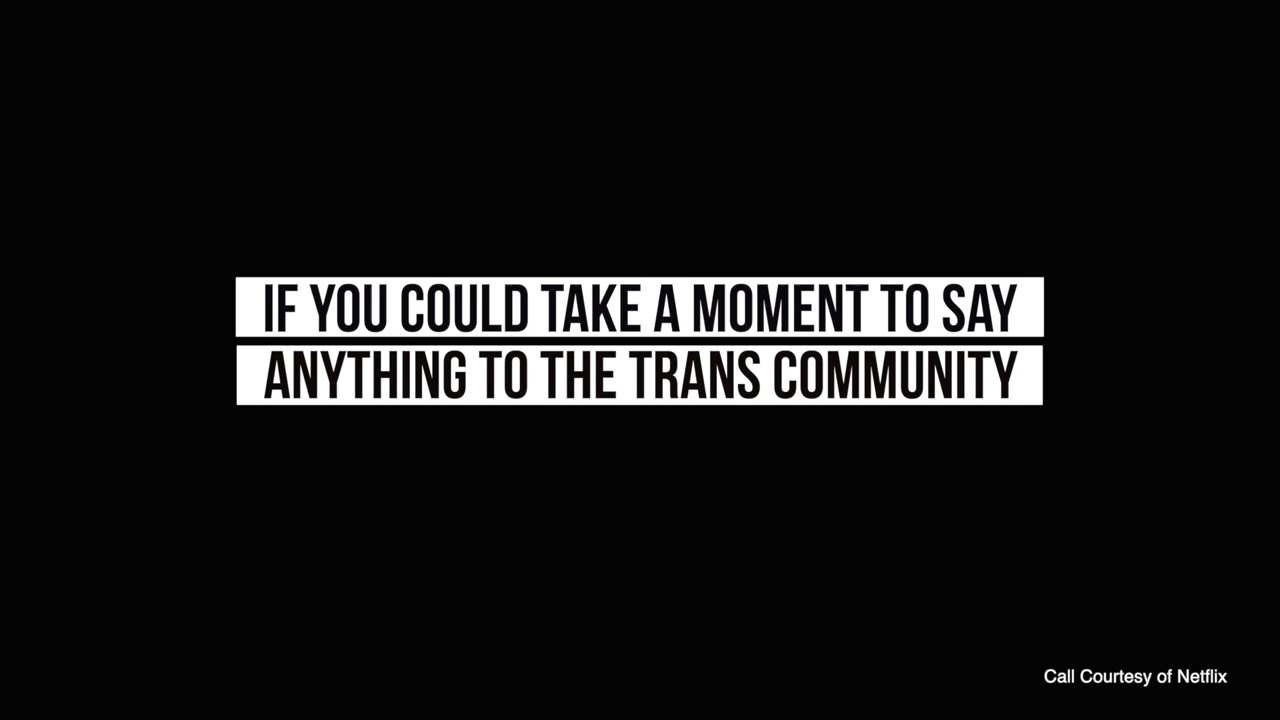 IF YOU COULD TAKE A MOMENT TO SAY
ANYTHING TO THE TRANS COMMUNITY
Call Courtesy of Netflix